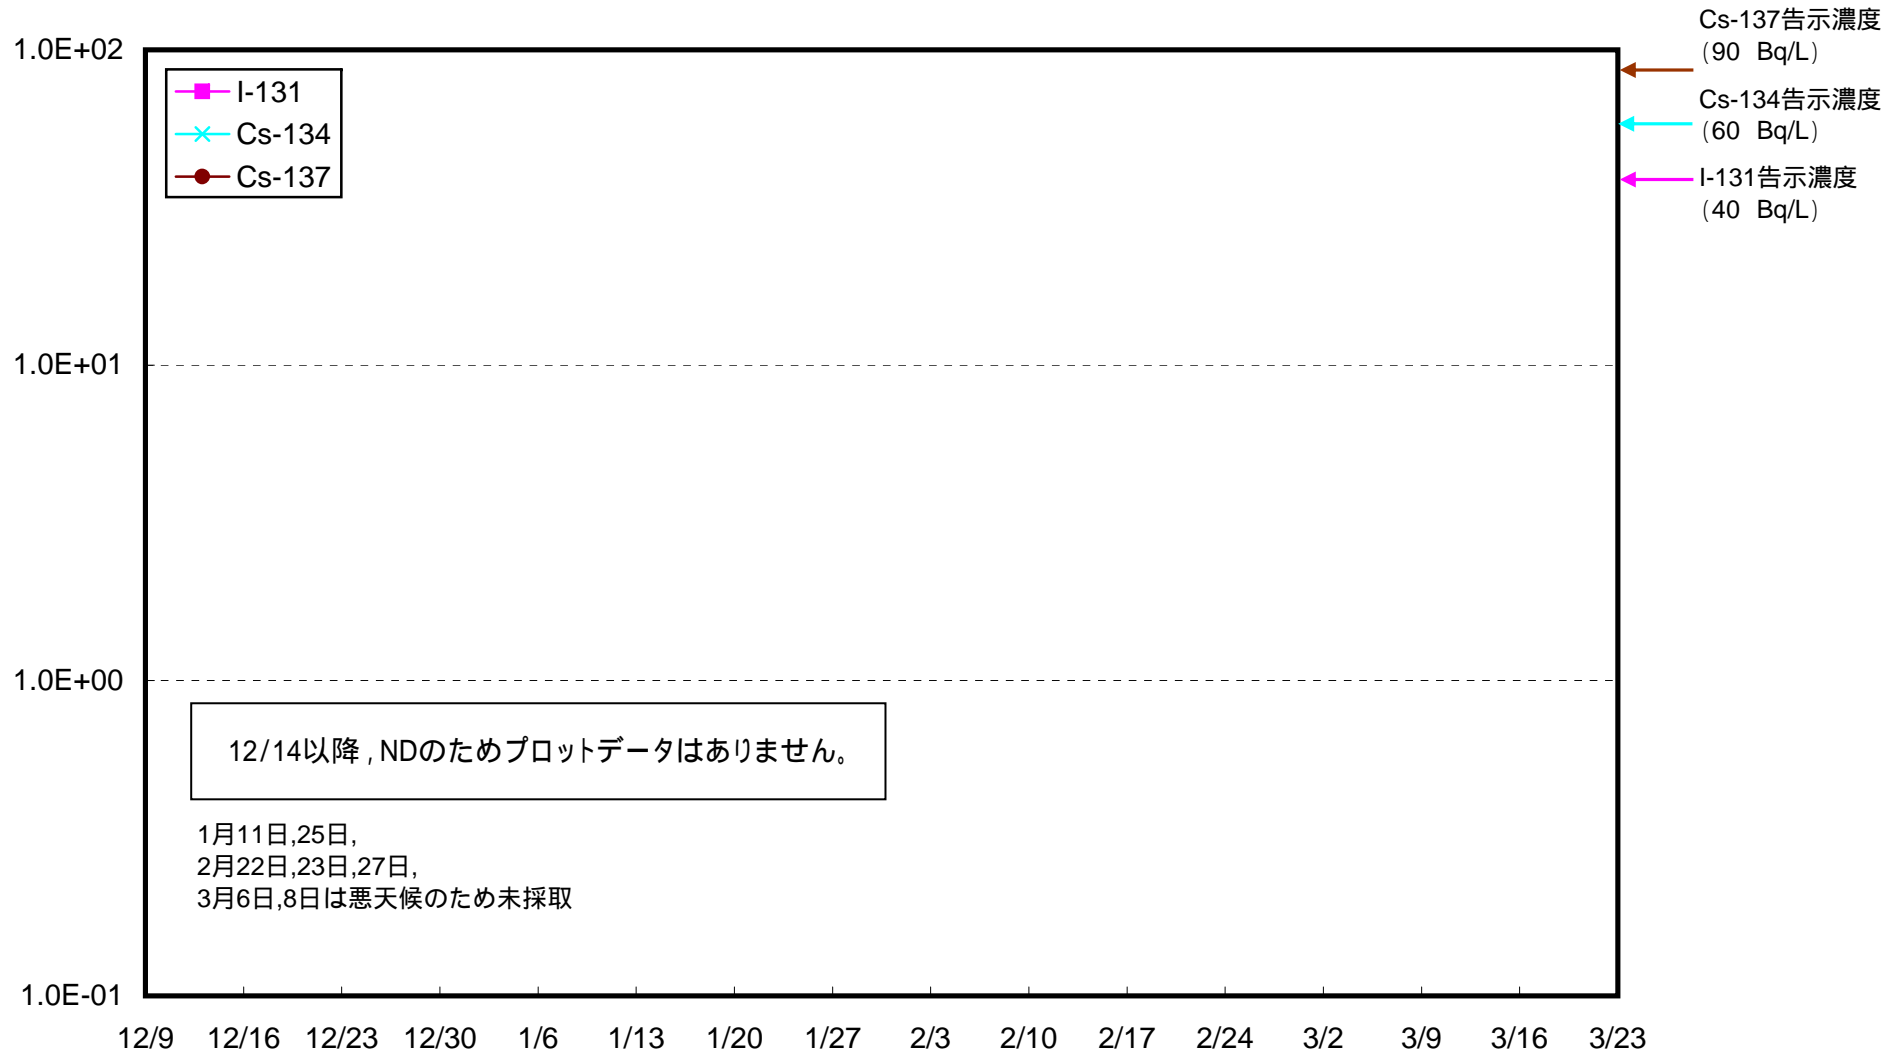 Cs-137告示濃度
(90 Bq/L)
1.0E+02
I-131
Cs-134
Cs-137
Cs-134告示濃度
(60 Bq/L)
I-131告示濃度
(40 Bq/L)
1.0E+01
1.0E+00
12/14以降,NDのためプロットデータはありません。
1月11日,25日,
2月22日,23日,27日,
3月6日,8日は悪天候のため未採取
1.0E-01
12/9 12/16 12/23 12/30 1/6 1/13 1/20 1/27 2/3 2/10 2/17 2/24 3/2 3/9 3/16 3/23